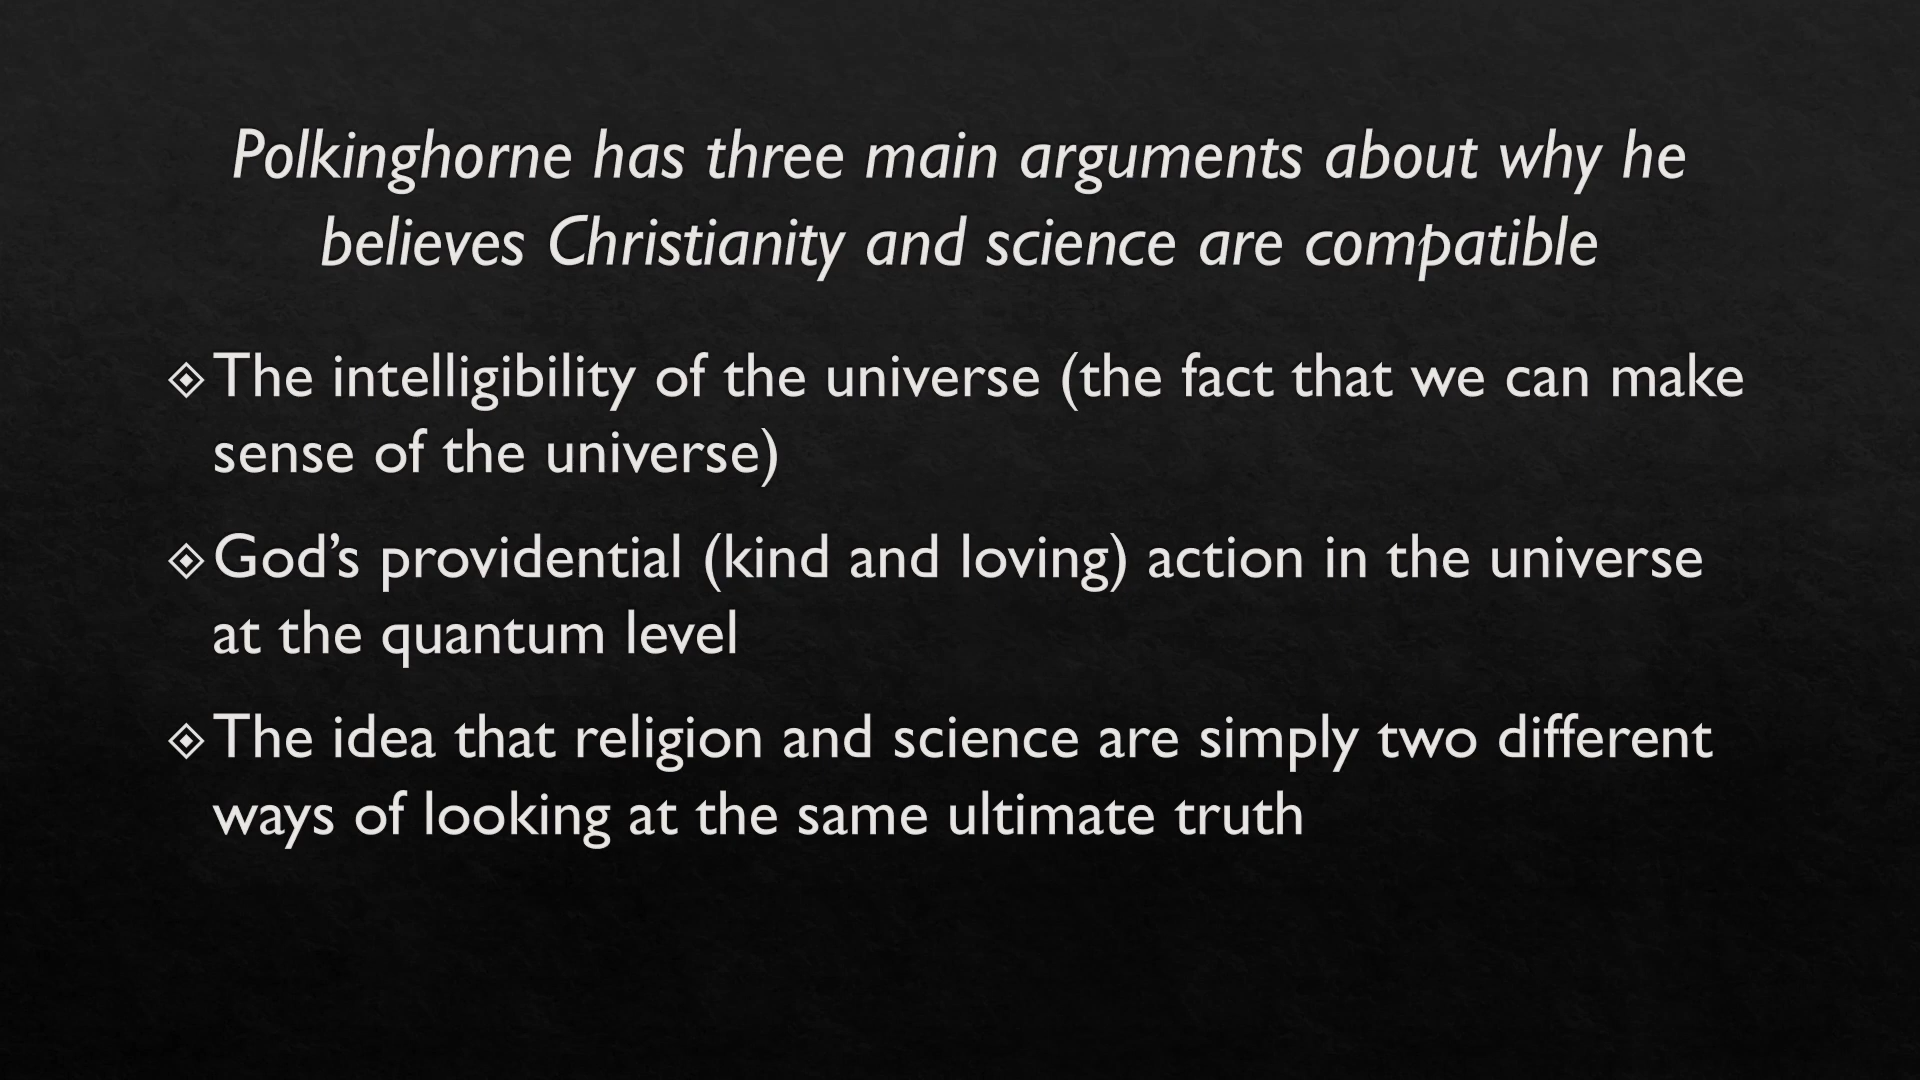 Polkinghorne has three main arguments about why he
believes Christianity and science are compatible
The intelligibility of the universe (the fact that we can make
sense of the universe)
God’s providential (kind and loving) action in the universe
at the quantum level
The idea that religion and science are simply two different
ways of looking at the same ultimate truth